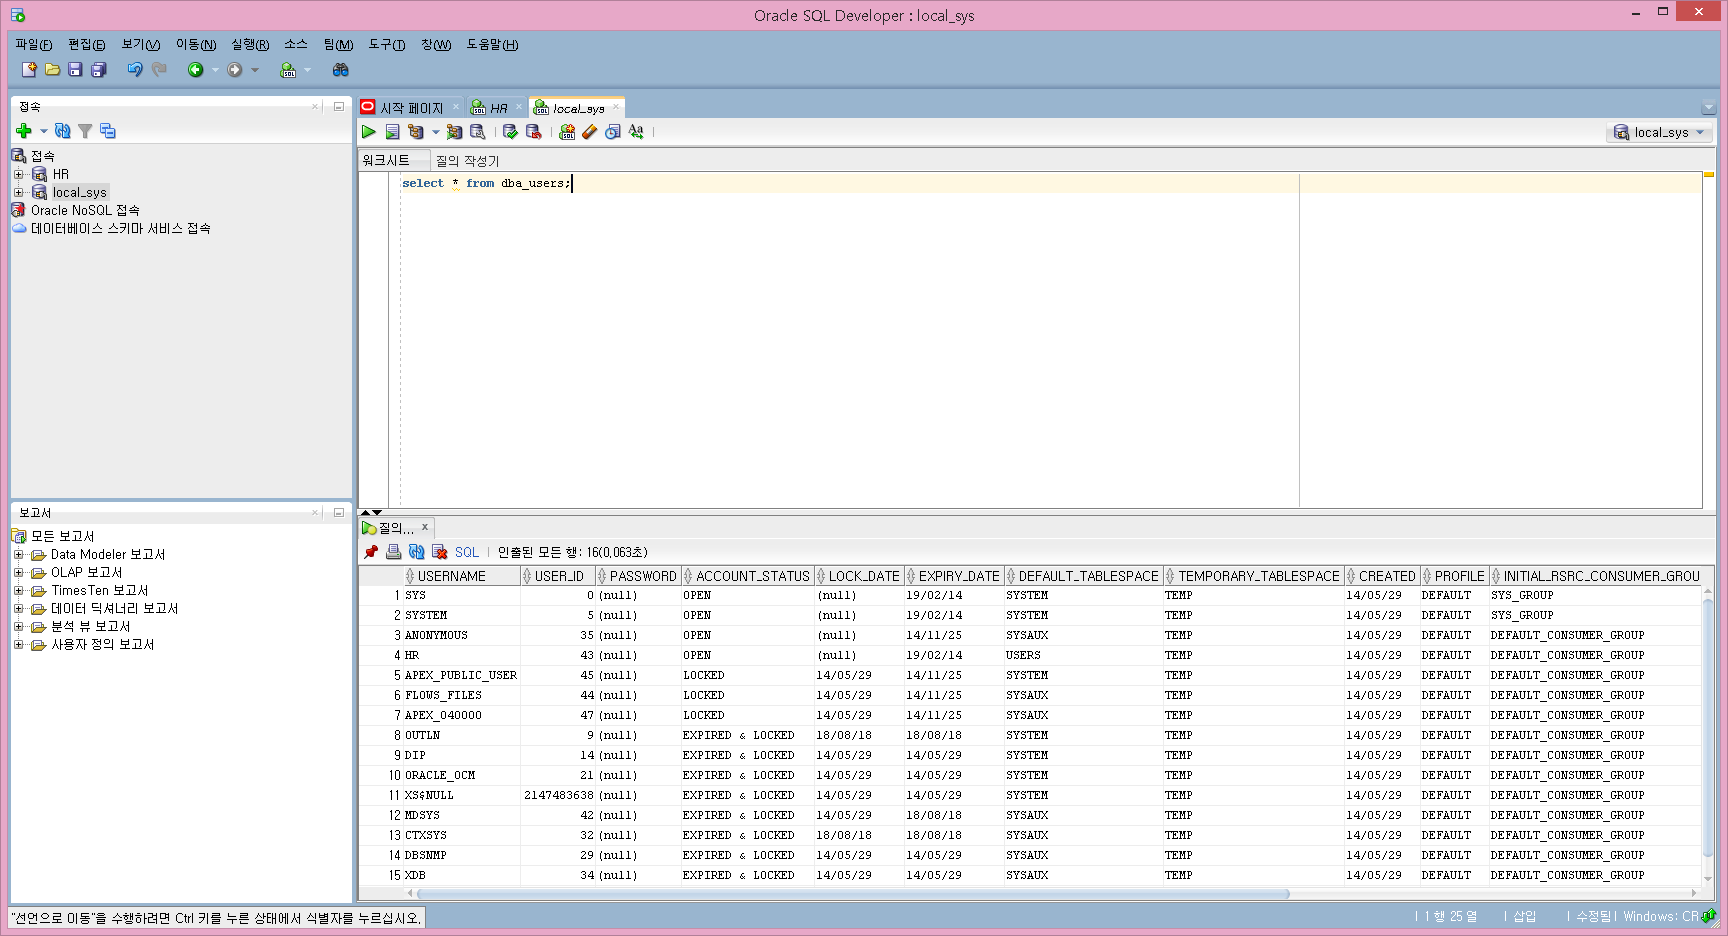 Oracle SQL Developer : local_sys
파일(F) 편집(E) 보기(V) 이동(N) 실행(R) 소스 팀(M) 도구(T) 창(W) 도움말(H)
접속
접속
HR
local_sys
Oracle NoSQL 접속
데이터베이스 스키마 서비스 접속
보고서
모든 보고서
Data Modeler 보고서
OLAP 보고서
TimesTen 보고서
데이터 딕셔너리 보고서
분석 뷰 보고서
사용자 정의 보고서
시작 페이지 HR local_sys
local_sys
워크시트 질의 작성기
select * from dba_users;
질의...
SQL 인출된 모든 행: 16(0,063초)
USERNAME USER_ID PASSWORD ACCOUNT_STATUS LOCK_DATE EXPIRY_DATE DEFAULT_TABLESPACE TEMPORARY_TABLESPACE CREATED PROFILE INITIAL_RSRC_CONSUMER_GROU
1 SYS 0 (null) OPEN (null) 19/02/14 SYSTEM TEMP 14/05/29 DEFAULT SYS_GROUP
2 SYSTEM 5 (null) OPEN (null) 19/02/14 SYSTEM TEMP 14/05/29 DEFAULT SYS_GROUP
3 ANONYMOUS 35 (null) OPEN (null) 14/11/25 SYSAUX TEMP 14/05/29 DEFAULT DEFAULT_CONSUMER_GROUP
4 HR 43 (null) OPEN (null) 19/02/14 USERS TEMP 14/05/29 DEFAULT DEFAULT_CONSUMER_GROUP
5 APEX_PUBLIC_USER 45 (null) LOCKED 14/05/29 14/11/25 SYSTEM TEMP 14/05/29 DEFAULT DEFAULT_CONSUMER_GROUP
6 FLOWS_FILES 44 (null) LOCKED 14/05/29 14/11/25 SYSAUX TEMP 14/05/29 DEFAULT DEFAULT_CONSUMER_GROUP
7 APEX_040000 47 (null) LOCKED 14/05/29 14/11/25 SYSAUX TEMP 14/05/29 DEFAULT DEFAULT_CONSUMER_GROUP
8 OUTLN 9 (null) EXPIRED & LOCKED 18/08/18 18/08/18 SYSTEM TEMP 14/05/29 DEFAULT DEFAULT_CONSUMER_GROUP
9 DIP 14 (null) EXPIRED & LOCKED 14/05/29 14/05/29 SYSTEM TEMP 14/05/29 DEFAULT DEFAULT_CONSUMER_GROUP
10 ORACLE_OCM 21 (null) EXPIRED & LOCKED 14/05/29 14/05/29 SYSTEM TEMP 14/05/29 DEFAULT DEFAULT_CONSUMER_GROUP
11 XS$NULL 2147483638 (null) EXPIRED & LOCKED 14/05/29 14/05/29 SYSTEM TEMP 14/05/29 DEFAULT DEFAULT_CONSUMER_GROUP
12 MDSYS 42 (null) EXPIRED & LOCKED 14/05/29 18/08/18 SYSAUX TEMP 14/05/29 DEFAULT DEFAULT_CONSUMER_GROUP
13 CTXSYS 32 (null) EXPIRED & LOCKED 18/08/18 18/08/18 SYSAUX TEMP 14/05/29 DEFAULT DEFAULT_CONSUMER_GROUP
14 DBSNMP 29 (null) EXPIRED & LOCKED 14/05/29 14/05/29 SYSAUX TEMP 14/05/29 DEFAULT DEFAULT_CONSUMER_GROUP
15 XDB 34 (null) EXPIRED & LOCKED 14/05/29 14/05/29 SYSAUX TEMP 14/05/29 DEFAULT DEFAULT_CONSUMER_GROUP
"선언으로 이동"을 수행하려면 Ctrl 키를 누른 상태에서 식별자를 누르십시오.
1 행 25 열 삽입 수정됨 Windows: CR